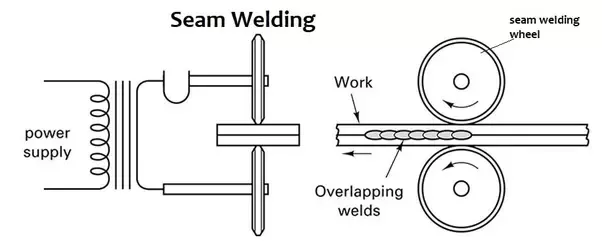 Seam Welding
seam welding
wheel
Work
power
supply
Overlapping
welds